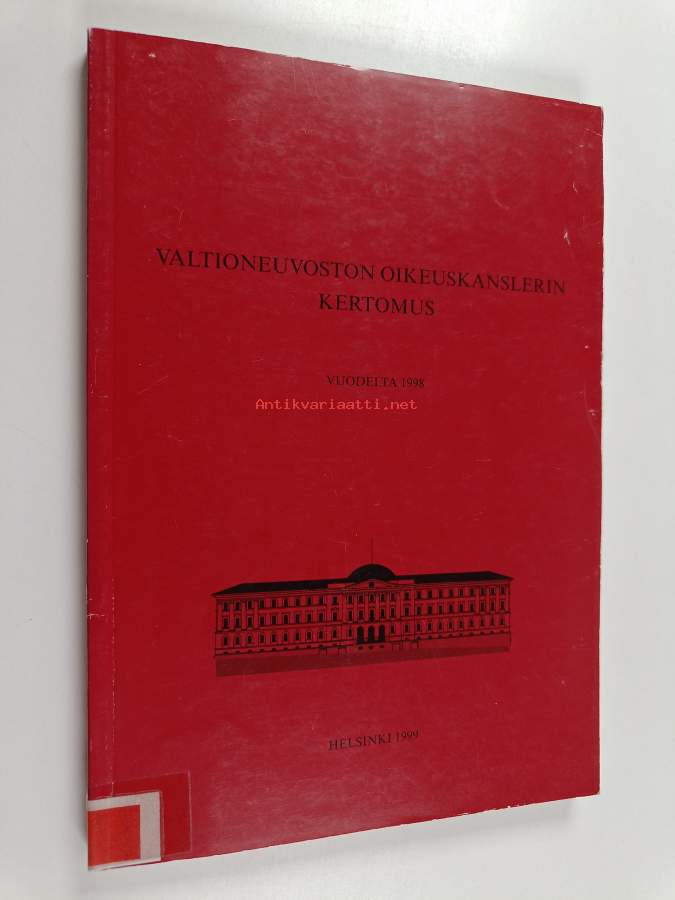 VALTIONEUVOSTON OIKEUSKANSLERIN
KERTOMUS
VUODELTA 1998
Antikvariaatti.net
HELSINKI 1999